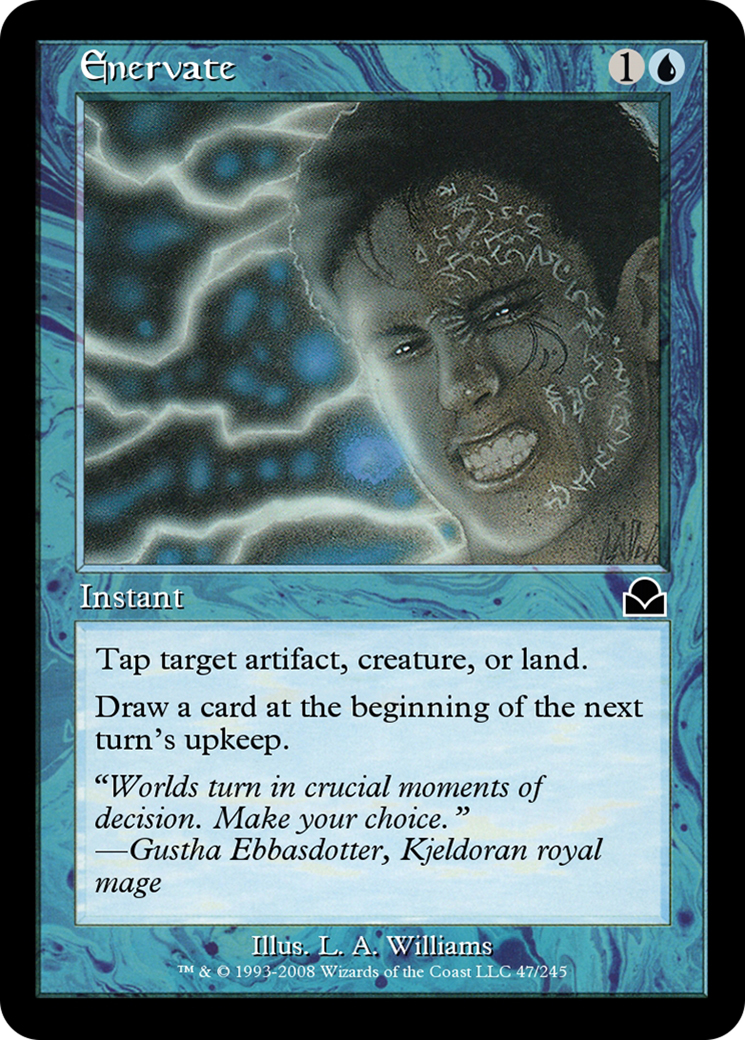 Enervate
1
Instant
Tap target artifact, creature, or land.
Draw a card at the beginning of the next
turn's upkeep.
"Worlds turn in crucial moments of
decision. Make your choice."
—Gustha Ebbasdotter, Kjeldoran royal
mage
Illus. L. A. Williams
™ & © 1993-2008 Wizards of the Coast LLC 47/245